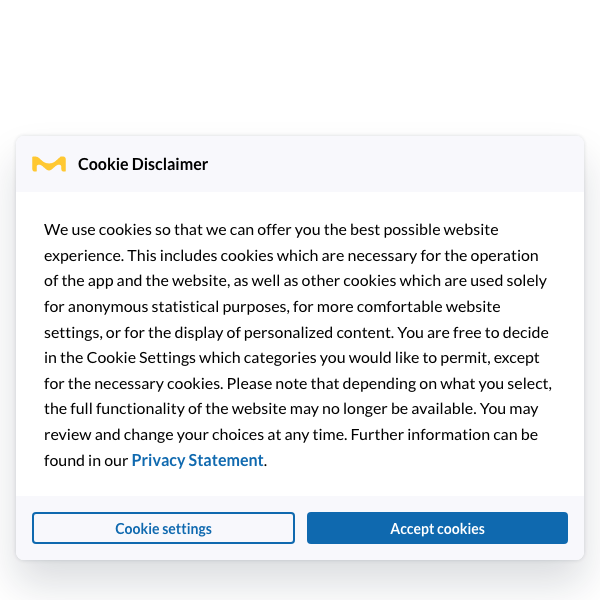 Cookie Disclaimer
We use cookies so that we can offer you the best possible website
experience. This includes cookies which are necessary for the operation
of the app and the website, as well as other cookies which are used solely
for anonymous statistical purposes, for more comfortable website
settings, or for the display of personalized content. You are free to decide
in the Cookie Settings which categories you would like to permit, except
for the necessary cookies. Please note that depending on what you select,
the full functionality of the website may no longer be available. You may
review and change your choices at any time. Further information can be
found in our Privacy Statement.
Cookie settings
Accept cookies